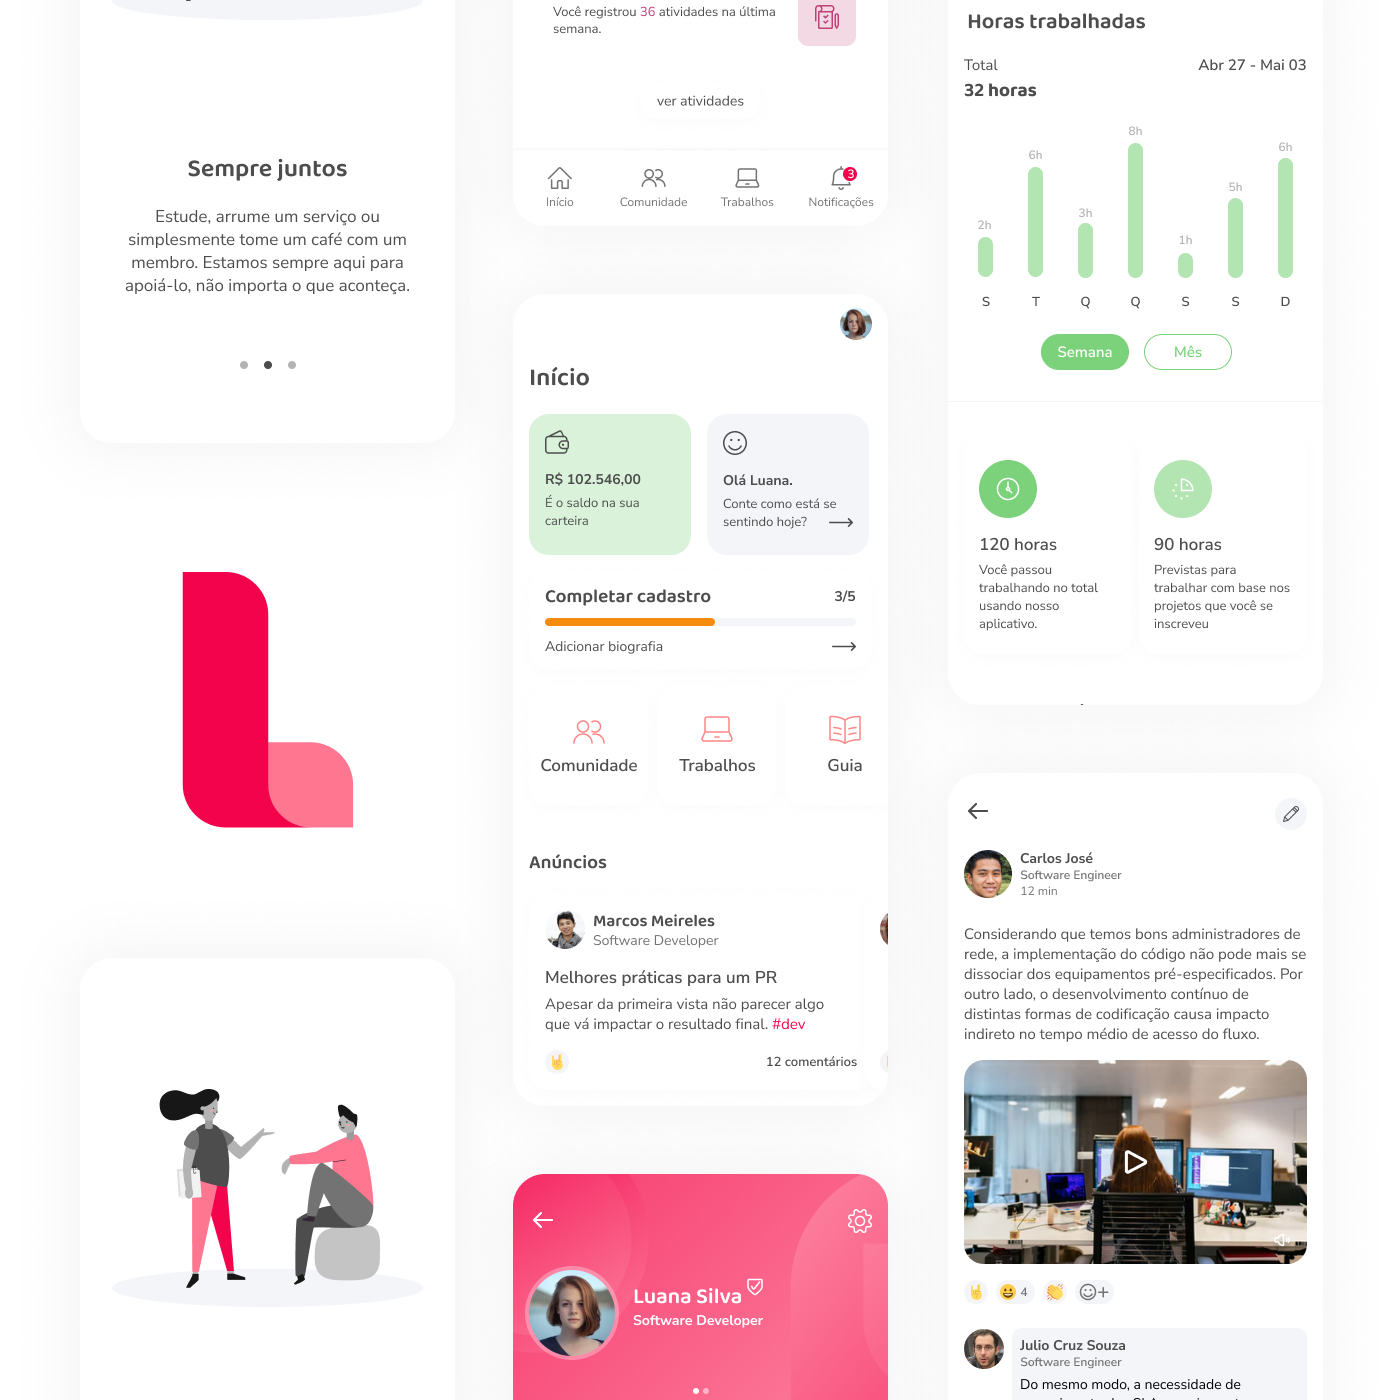 Sempre juntos
Estude, arrume um serviço ou
simplesmente tome um café com um
membro. Estamos sempre aqui para
apoiá-lo, não importa o que aconteça.
Você registrou 36 atividades na última
semana.
ver atividades
Início
Comunidade
Trabalhos
3
Notificações
Início
R$ 102.546,00
É o saldo na sua
carteira
Olá Luana.
Conte como está se
sentindo hoje?
Completar cadastro
3/5
Adicionar biografia
Comunidade
Trabalhos
Guia
Anúncios
Marcos Meireles
Software Developer
Melhores práticas para um PR
Apesar da primeira vista não parecer algo
que vá impactar o resultado final. #dev
12 comentários
Luana Silva
Software Developer
Horas trabalhadas
Total
Abr 27 - Mai 03
32 horas
2h
6h
3h
8h
1h
5h
6h
S T Q Q S S D
Semana
Mês
120 horas
Você passou
trabalhando no total
usando nosso
aplicativo.
90 horas
Previstas para
trabalhar com base nos
projetos que você se
inscreveu
Carlos José
Software Engineer
12 min
Considerando que temos bons administradores de
rede, a implementação do código não pode mais se
dissociar dos equipamentos pré-especificados. Por
outro lado, o desenvolvimento contínuo de
distintas formas de codificação causa impacto
indireto no tempo médio de acesso do fluxo.
4
Julio Cruz Souza
Software Engineer
Do mesmo modo, a necessidade de